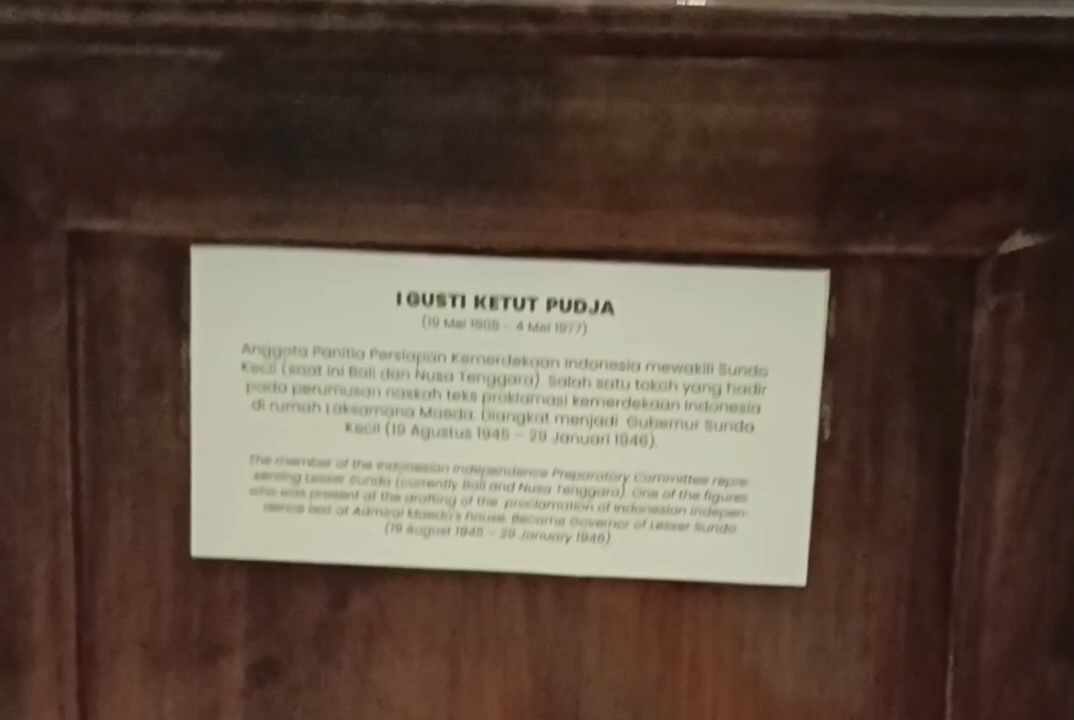 I GUSTI KETUT PUDJA
(19 Mei - 4 Mei 1977)
Anggota Panitia Persiapan Kemerdekaan Indonesia mewakili Sunda
Kecil (saat ini Bali dan Nusa Tenggara). Salah satu tokoh yang hadir
pada perumusan naskah teks proklamasi kemerdekaan Indonesia
di rumah Laksamana Maeda. Diangkat menjadi Gubernur Sunda
Kecil (19 Agustus 1945 - 29 Januari 1946).
The member of the Indonesian Independence Preparatory Committee repre-
senting Lesser Sunda (currently Bali and Nusa Tenggara). One of the figures
who was present at the drafting of the proclamation of Indonesian indepen-
dence text at Admiral Maeda's house. Became Governor of Lesser Sunda
(19 August 1945 - 29 January 1946).